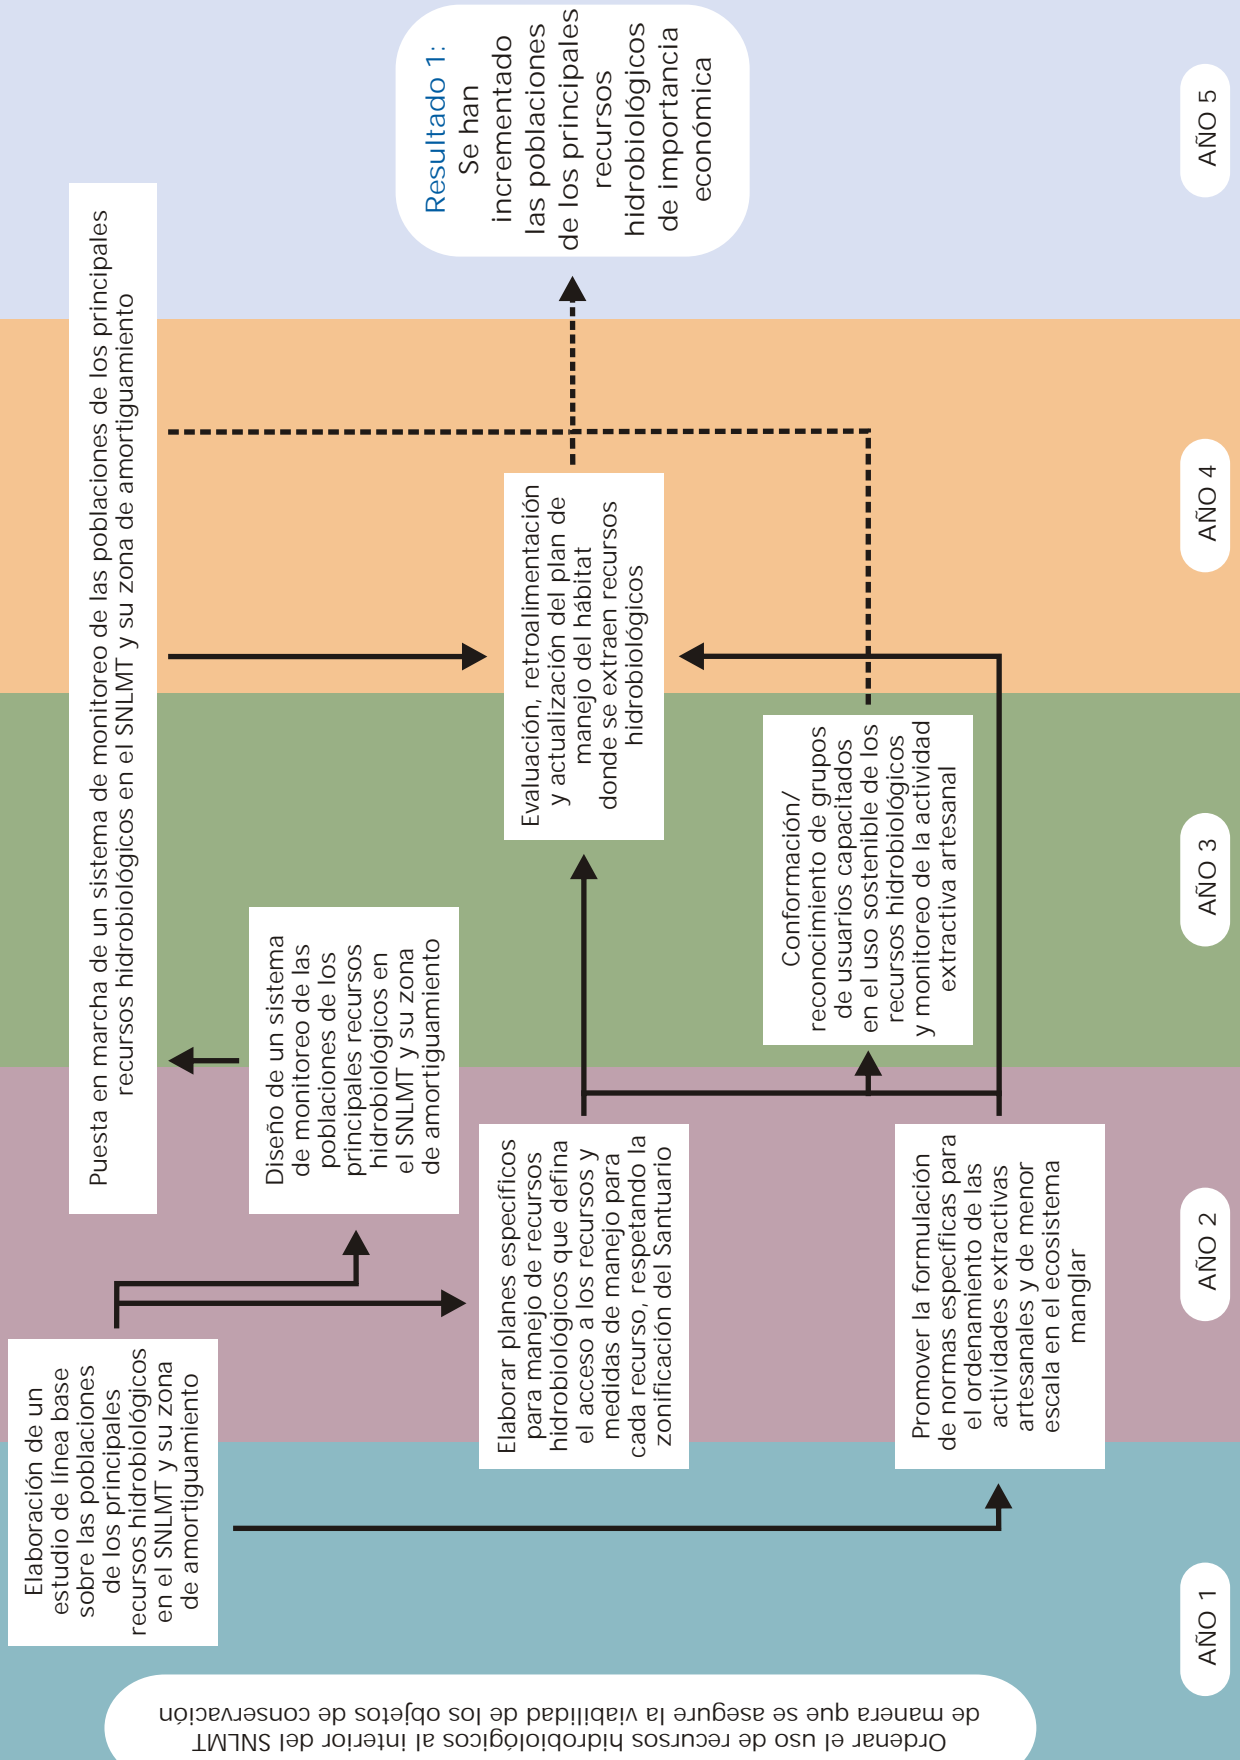 Ordenar el uso de recursos hidrobiológicos al interior del SNLMT
de manera que se asegure la viabilidad de los objetos de conservación
Elaboración de un
estudio de línea base
sobre las poblaciones
de los principales
recursos hidrobiológicos
en el SNLMT y su zona
de amortiguamiento
Puesta en marcha de un sistema de monitoreo de las poblaciones de los principales
recursos hidrobiológicos en el SNLMT y su zona de amortiguamiento
Diseño de un sistema
de monitoreo de las
poblaciones de los
principales recursos
hidrobiológicos en
el SNLMT y su zona
de amortiguamiento
Elaborar planes específicos
para manejo de recursos
hidrobiológicos que defina
el acceso a los recursos y
medidas de manejo para
cada recurso, respetando la
zonificación del Santuario
Evaluación, retroalimentación
y actualización del plan de
manejo del hábitat
donde se extraen recursos
hidrobiológicos
Resultado 1:
Se han
incrementado
las poblaciones
de los principales
recursos
hidrobiológicos
de importancia
económica
Conformación/
reconocimiento de grupos
de usuarios capacitados
en el uso sostenible de los
recursos hidrobiológicos
y monitoreo de la actividad
extractiva artesanal
Promover la formulación
de normas específicas para
el ordenamiento de las
actividades extractivas
artesanales y de menor
escala en el ecosistema
manglar
AÑO 1
AÑO 2
AÑO 3
AÑO 4
AÑO 5